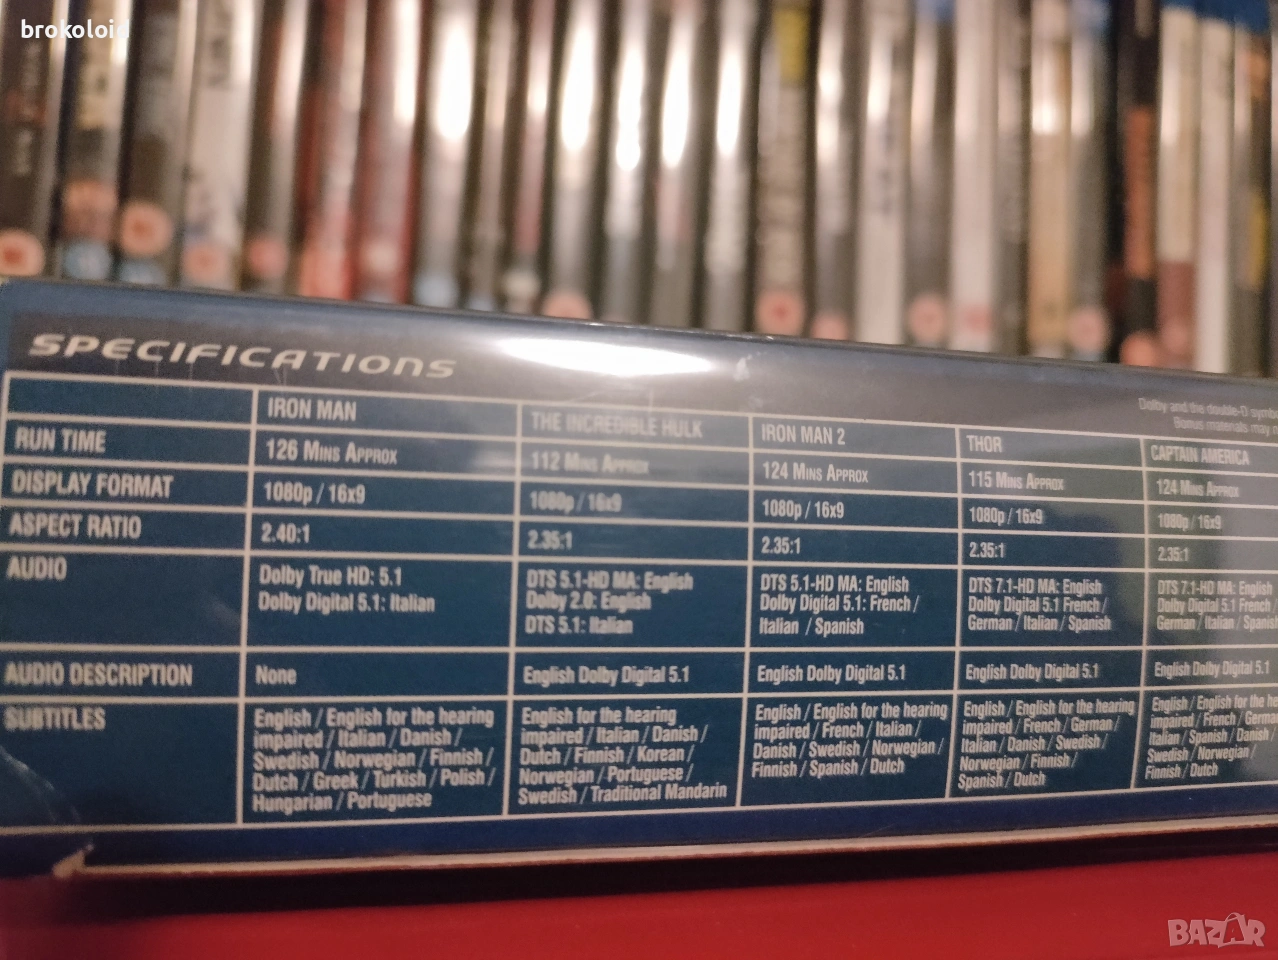 brokoloid
SPECIFICATIONS
Dolby and the double-D symb
Bonus materials may n
IRON MAN
THE INCREDIBLE HULK
IRON MAN 2
THOR
CAPTAIN AMERICA
RUN TIME
126 MINS APPROX
112 MINS APPROX
124 MINS APPROX
115 MINS APPROX
124 MINS APPROX
DISPLAY FORMAT
1080p / 16x9
1080p / 16x9
1080p / 16x9
1080p / 16x9
1080p / 16x9
ASPECT RATIO
2.40:1
2.35:1
2.35:1
2.35:1
2.35:1
AUDIO
Dolby True HD: 5.1
Dolby Digital 5.1: Italian
DTS 5.1-HD MA: English
Dolby 2.0: English
DTS 5.1: Italian
DTS 5.1-HD MA: English
Dolby Digital 5.1: French /
Italian / Spanish
DTS 7.1-HD MA: English
Dolby Digital 5.1 French /
German / Italian / Spanish
DTS 7.1-HD MA: English
Dolby Digital 5.1: French /
German / Italian / Spanish
AUDIO DESCRIPTION
None
English Dolby Digital 5.1
English Dolby Digital 5.1
English Dolby Digital 5.1
English Dolby Digital 5.1
SUBTITLES
English / English for the hearing
impaired / Italian / Danish /
Swedish / Norwegian / Finnish /
Dutch / Greek / Turkish / Polish /
Hungarian / Portuguese
English for the hearing
impaired / Italian / Danish /
Dutch / Finnish / Korean /
Norwegian / Portuguese /
Swedish / Traditional Mandarin
English / English for the hearing
impaired / French / Italian /
Danish / Swedish / Norwegian /
Finnish / Spanish / Dutch
English / English for the hearing
impaired / French / German /
Italian / Danish / Swedish /
Norwegian / Finnish /
Spanish / Dutch
English / English for the hea
impaired / French / Germa
Italian / Spanish / Danish /
Swedish / Norwegian /
Finnish / Dutch
BAZAR